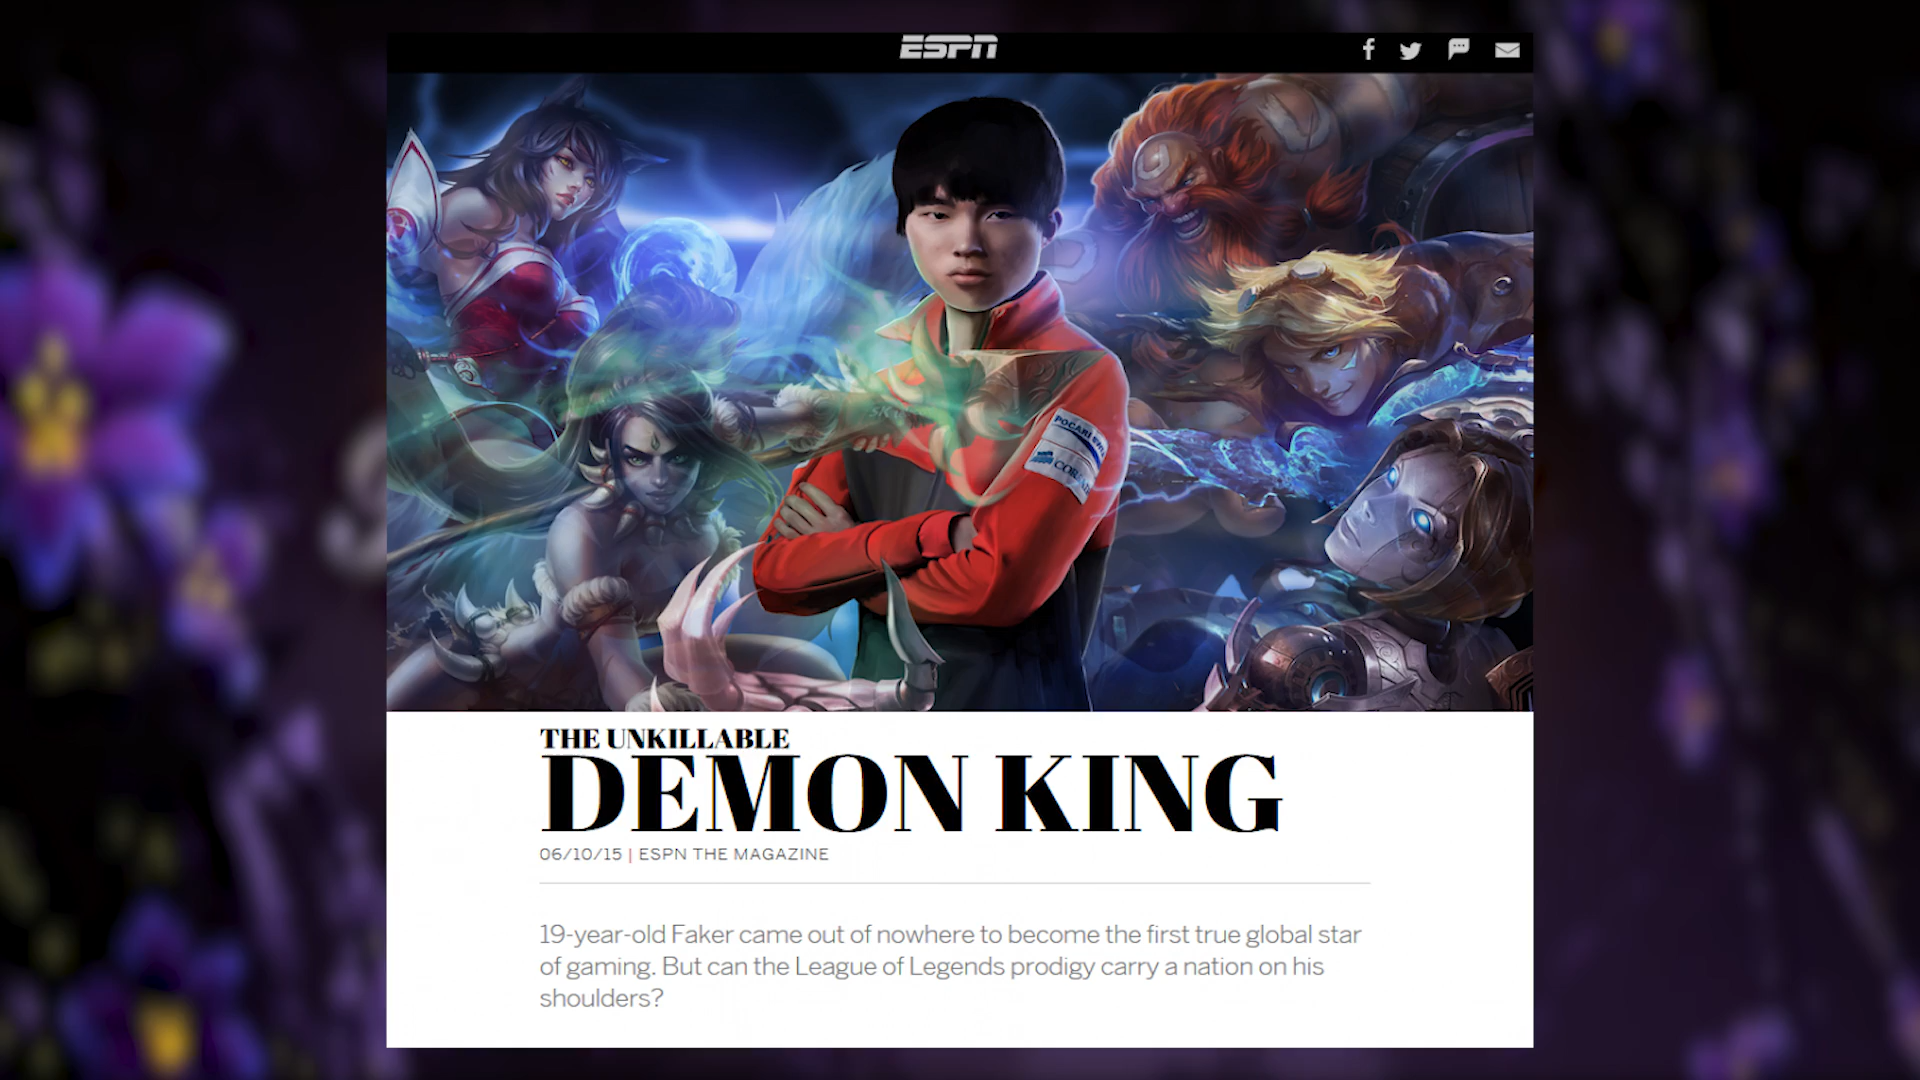 ESPN
POCARI
THE UNKILLABLE
DEMON KING
06/10/15 | ESPN THE MAGAZINE
19-year-old Faker came out of nowhere to become the first true global star
of gaming. But can the League of Legends prodigy carry a nation on his
shoulders?